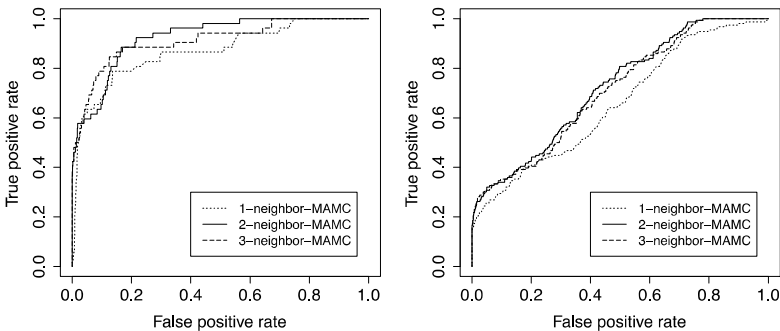 True positive rate
1.0
0.8
0.6
0.4
0.2
0.0
1−neighbor−MAMC
2−neighbor−MAMC
3−neighbor−MAMC
0.0 0.2 0.4 0.6 0.8 1.0
False positive rate
True positive rate
1.0
0.8
0.6
0.4
0.2
0.0
1−neighbor−MAMC
2−neighbor−MAMC
3−neighbor−MAMC
0.0 0.2 0.4 0.6 0.8 1.0
False positive rate